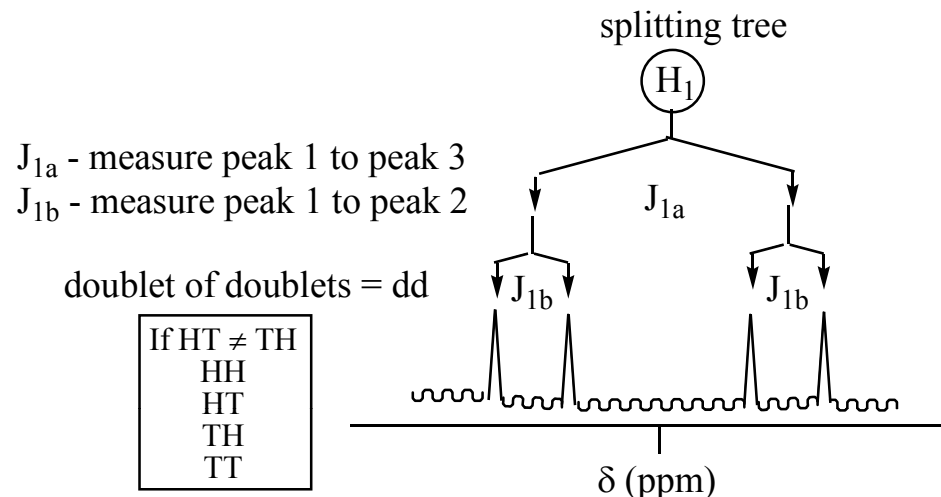 splitting tree
H₁
J₁ₐ - measure peak 1 to peak 3
J₁b - measure peak 1 to peak 2
J₁ₐ
doublet of doublets = dd
J₁b
J₁b
If HT ≠ TH
HH
HT
TH
TT
δ (ppm)